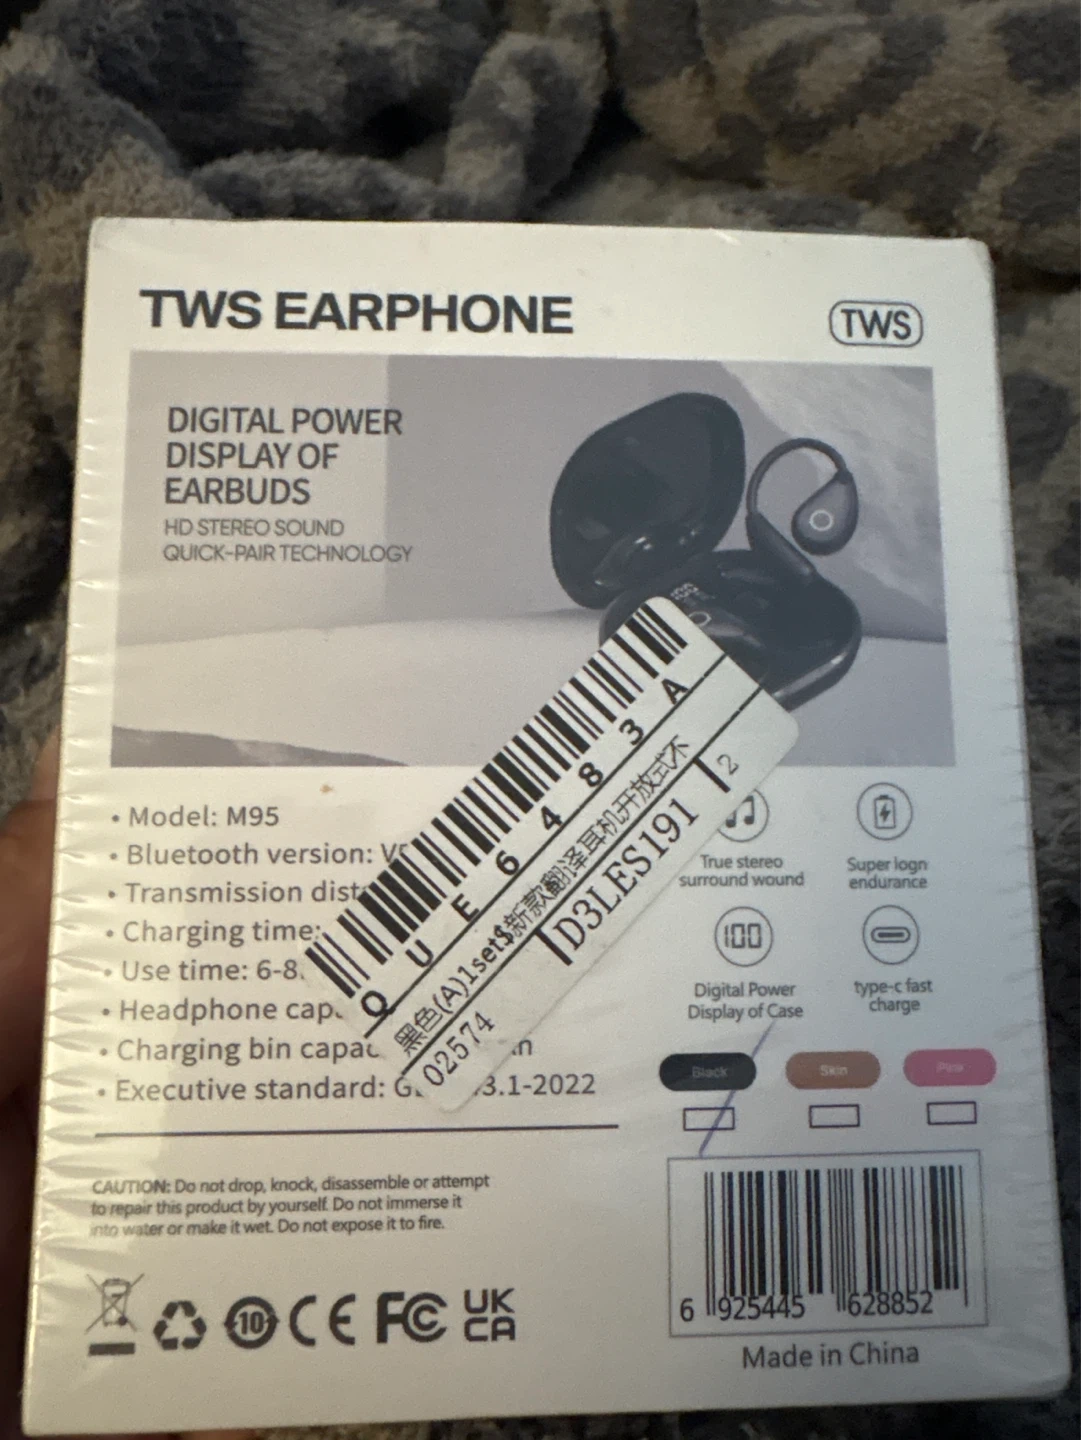 TWS EARPHONE
TWS
DIGITAL POWER
DISPLAY OF
EARBUDS
HD STEREO SOUND
QUICK-PAIR TECHNOLOGY
• Model: M95
• Bluetooth version:
• Transmission
• Charging time:
• Use time: 6-8
• Headphone
• Charging bin
• Executive standard: 3.1-2022
QUE6483A
黑色(A)1set$新款翻译耳机开放式不
02574
D3LES191
2
True stereo
surround wound
Super logn
endurance
100
Digital Power
Display of Case
type-c fast
charge
Black
Skin
Pink
CAUTION: Do not drop, knock, disassemble or attempt
to repair this product by yourself. Do not immerse it
into water or make it wet. Do not expose it to fire.
10
CE
FC
UK
CA
6 925445 628852
Made in China